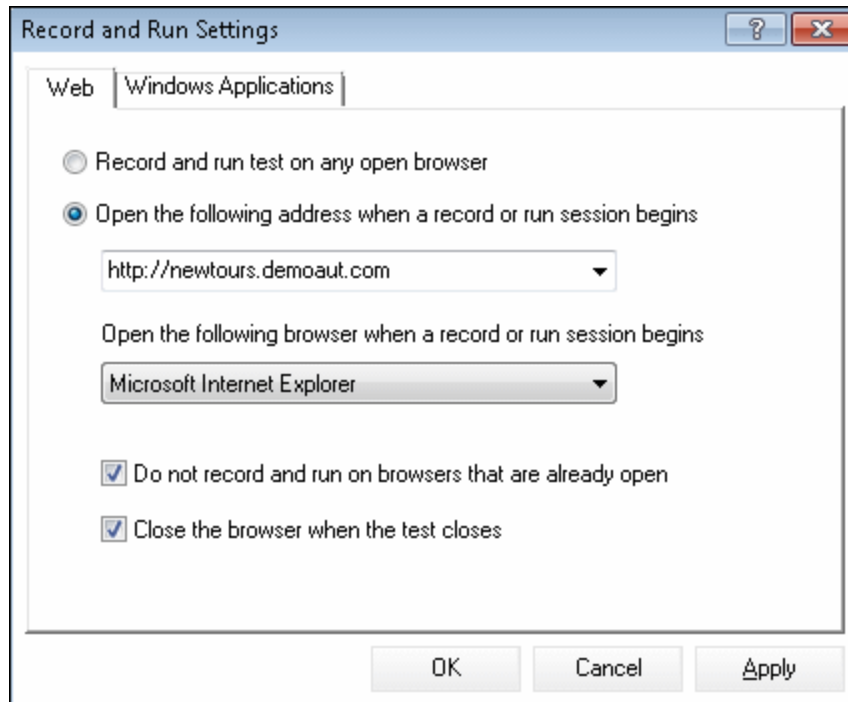 Record and Run Settings
Web
Windows Applications
Record and run test on any open browser
Open the following address when a record or run session begins
http://newtours.demoaut.com
Open the following browser when a record or run session begins
Microsoft Internet Explorer
Do not record and run on browsers that are already open
Close the browser when the test closes
OK Cancel Apply